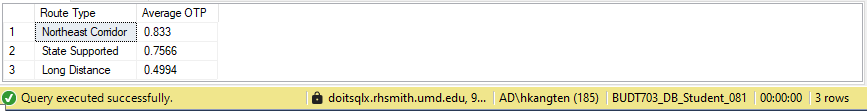 Route Type Average OTP
1 Northeast Corridor 0.833
2 State Supported 0.7566
3 Long Distance 0.4994
Query executed successfully. doitsqlx.rhsmith.umd.edu, 9... AD\hkangten (185) BUDT703_DB_Student_081 00:00:00 3 rows